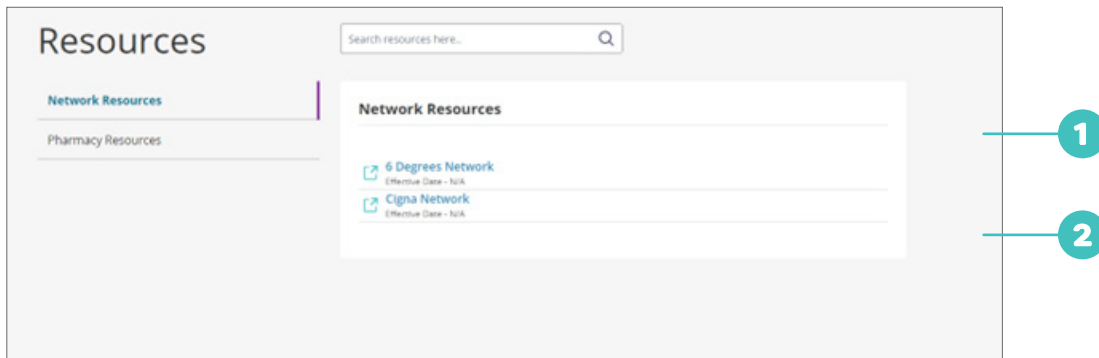 Resources
Search resources here..
Network Resources
Pharmacy Resources
Network Resources
6 Degrees Network
Effective Date - N/A
Cigna Network
Effective Date - N/A
1
2